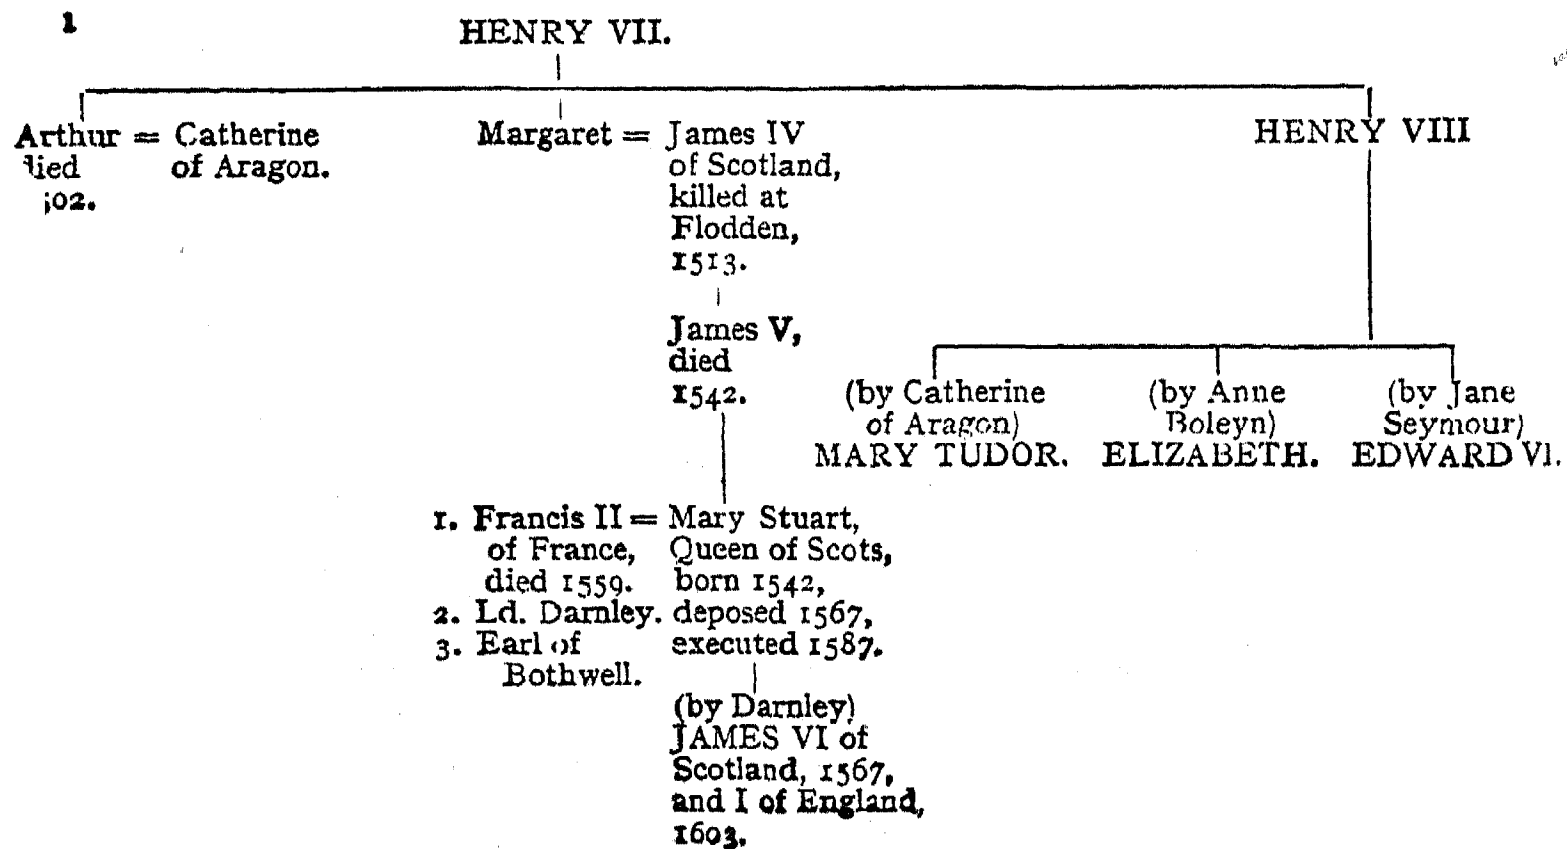 1
HENRY VII.
Arthur = Catherine
died of Aragon.
Margaret = James IV
of Scotland,
killed at
Flodden,
1513.
HENRY VIII
James V,
died
1542.
(by Catherine
of Aragon)
MARY TUDOR.
(by Anne
Boleyn)
ELIZABETH.
(by Jane
Seymour)
EDWARD VI.
1. Francis II =
of France,
died 1559.
2. Ld. Darnley.
3. Earl of
Bothwell.
Mary Stuart,
Queen of Scots,
born 1542,
deposed 1567,
executed 1587.
(by Darnley)
JAMES VI of
Scotland, 1567,
and I of England,
1603.